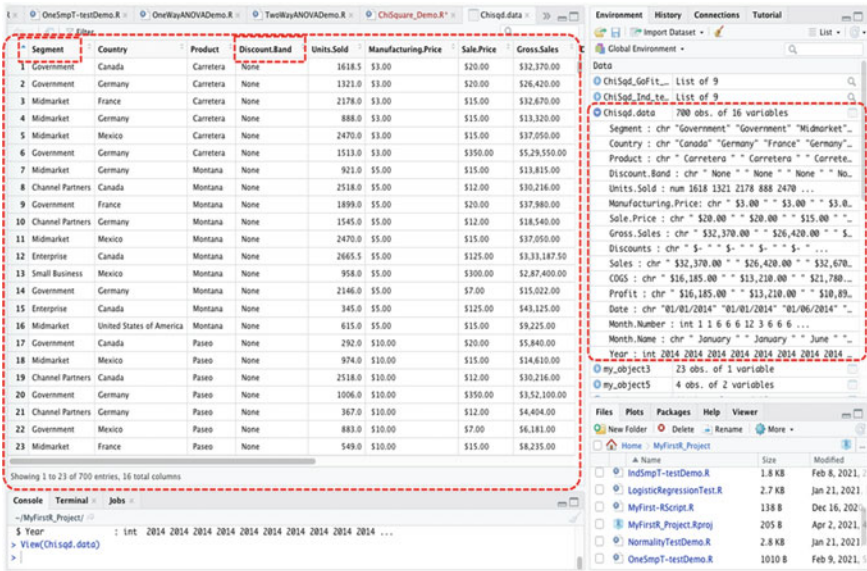 R ×
OneSmpT-testDemo.R ×
OneWayANOVADemo.R ×
TwoWayANOVADemo.R ×
ChiSquare_Demo.R* ×
Chisqd.data ×
Filter
Segment Country Product Discount.Band Units.Sold Manufacturing.Price Sale.Price Gross.Sales
1 Government Canada Carretera None 1618.5 $3.00 $20.00 $32,370.00
2 Government Germany Carretera None 1321.0 $3.00 $20.00 $26,420.00
3 Midmarket France Carretera None 2178.0 $3.00 $15.00 $32,670.00
4 Midmarket Germany Carretera None 888.0 $3.00 $15.00 $13,320.00
5 Midmarket Mexico Carretera None 2470.0 $3.00 $15.00 $37,050.00
6 Government Germany Carretera None 1513.0 $3.00 $350.00 $5,29,550.00
7 Midmarket Germany Montana None 921.0 $5.00 $15.00 $13,815.00
8 Channel Partners Canada Montana None 2518.0 $5.00 $12.00 $30,216.00
9 Government France Montana None 1899.0 $5.00 $20.00 $37,980.00
10 Channel Partners Germany Montana None 1545.0 $5.00 $12.00 $18,540.00
11 Midmarket Mexico Montana None 2470.0 $5.00 $15.00 $37,050.00
12 Enterprise Canada Montana None 2665.5 $5.00 $125.00 $3,33,187.50
13 Small Business Mexico Montana None 958.0 $5.00 $300.00 $2,87,400.00
14 Government Germany Montana None 2146.0 $5.00 $7.00 $15,022.00
15 Enterprise Canada Montana None 345.0 $5.00 $125.00 $43,125.00
16 Midmarket United States of America Montana None 615.0 $5.00 $15.00 $9,225.00
17 Government Canada Paseo None 292.0 $10.00 $20.00 $5,840.00
18 Midmarket Mexico Paseo None 974.0 $10.00 $15.00 $14,610.00
19 Channel Partners Canada Paseo None 2518.0 $10.00 $12.00 $30,216.00
20 Government Germany Paseo None 1006.0 $10.00 $350.00 $3,52,100.00
21 Channel Partners Germany Paseo None 367.0 $10.00 $12.00 $4,404.00
22 Government Mexico Paseo None 883.0 $10.00 $7.00 $6,181.00
23 Midmarket France Paseo None 549.0 $10.00 $15.00 $8,235.00
Showing 1 to 23 of 700 entries, 16 total columns
Console Terminal × Jobs ×
~/MyFirstR_Project/
$ Year : int 2014 2014 2014 2014 2014 2014 2014 2014 2014 2014 ...
> View(Chisqd.data)
>
Environment History Connections Tutorial
Import Dataset List
Global Environment
Data
ChiSqd_GoFit_… List of 9
ChiSqd_Ind_te… List of 9
Chisqd.data 700 obs. of 16 variables
Segment : chr "Government" "Government" "Midmarket"…
Country : chr "Canada" "Germany" "France" "Germany"…
Product : chr " Carretera " " Carretera " " Carrete…
Discount.Band : chr " None " " None " " None " " No…
Units.Sold : num 1618 1321 2178 888 2470 ...
Manufacturing.Price: chr " $3.00 " " $3.00 " " $3.0…
Sale.Price : chr " $20.00 " " $20.00 " " $15.00 " "…
Gross.Sales : chr " $32,370.00 " " $26,420.00 " " $…
Discounts : chr " $- " " $- " " $- " " $- " ...
Sales : chr " $32,370.00 " " $26,420.00 " " $32,670…
COGS : chr " $16,185.00 " " $13,210.00 " " $21,780.…
Profit : chr " $16,185.00 " " $13,210.00 " " $10,89…
Date : chr "01/01/2014" "01/01/2014" "01/06/2014" "…
Month.Number : int 1 1 6 6 6 12 3 6 6 6 ...
Month.Name : chr " January " " January " " June " "…
Year : int 2014 2014 2014 2014 2014 2014 2014 2014 …
my_object3 23 obs. of 1 variable
my_object5 4 obs. of 2 variables
Files Plots Packages Help Viewer
New Folder Delete Rename More
Home MyFirstR_Project
Name Size Modified
IndSmpT-testDemo.R 1.8 KB Feb 8, 2021,
LogisticRegressionTest.R 2.7 KB Jan 21, 2021
MyFirst-RScript.R 138 B Dec 16, 202
MyFirstR_Project.Rproj 205 B Apr 2, 2021,
NormalityTestDemo.R 2.8 KB Jan 21, 2021
OneSmpT-testDemo.R 1010 B Feb 9, 2021,